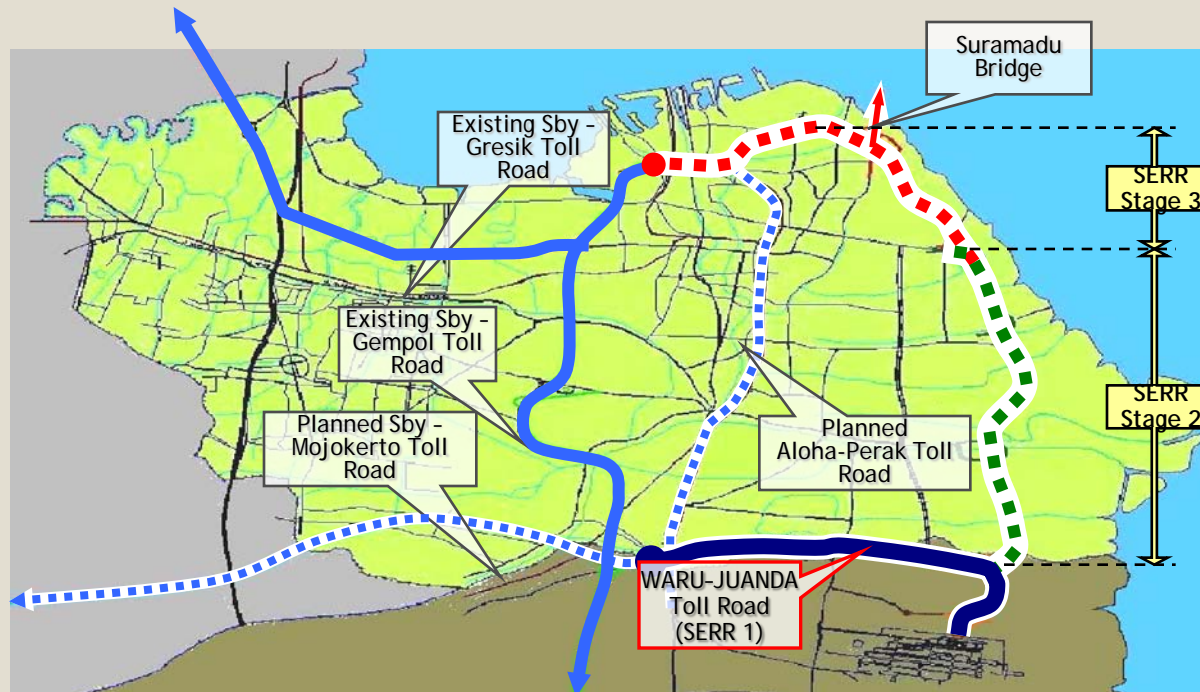 Suramadu
Bridge
Existing Sby -
Gresik Toll
Road
SERR
Stage 3
Existing Sby -
Gempol Toll
Road
SERR
Stage 2
Planned Sby -
Mojokerto Toll
Road
Planned
Aloha-Perak Toll
Road
WARU-JUANDA
Toll Road
(SERR 1)